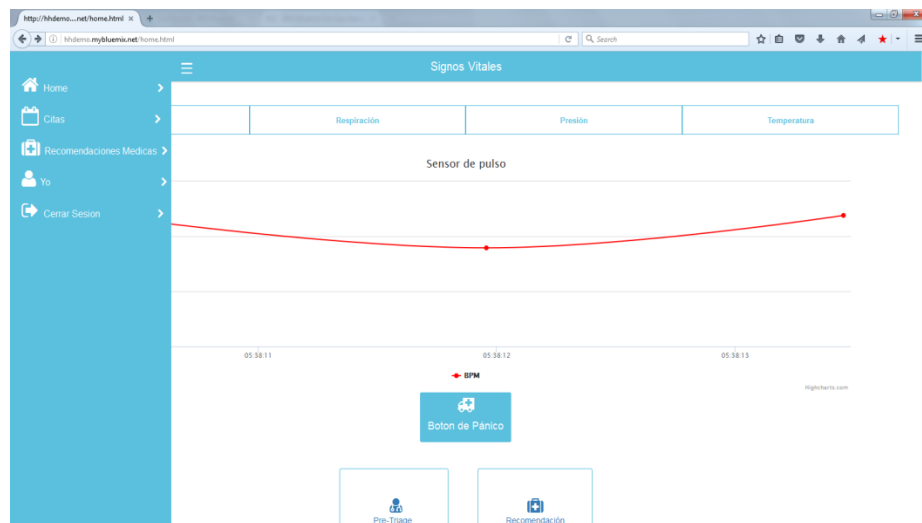 http://hhdemo....net/home.html
hhdemo.mybluemix.net/home.html
Search
Signos Vitales
Home
Citas
Recomendaciones Medicas
Yo
Cerrar Sesion
Respiración
Presión
Temperatura
Sensor de pulso
05:38:11
05:38:12
05:38:13
BPM
Highcharts.com
Boton de Pánico
Pre-Triage
Recomendación